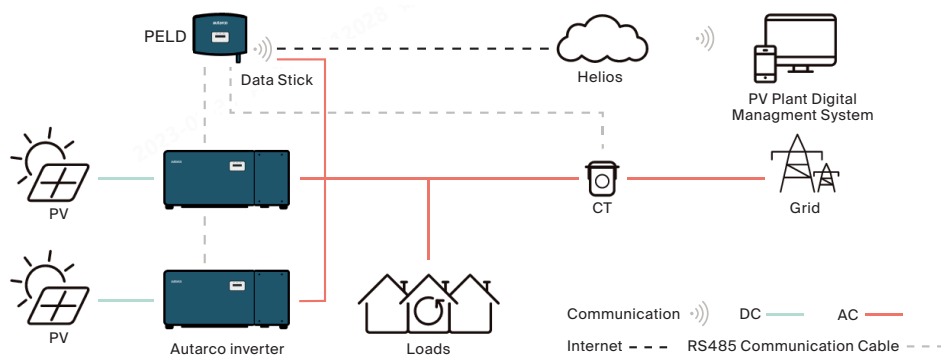 PELD
Data Stick
Helios
PV Plant Digital
Managment System
PV
CT
Grid
PV
Autarco inverter
Loads
Communication
DC
AC
Internet
RS485 Communication Cable